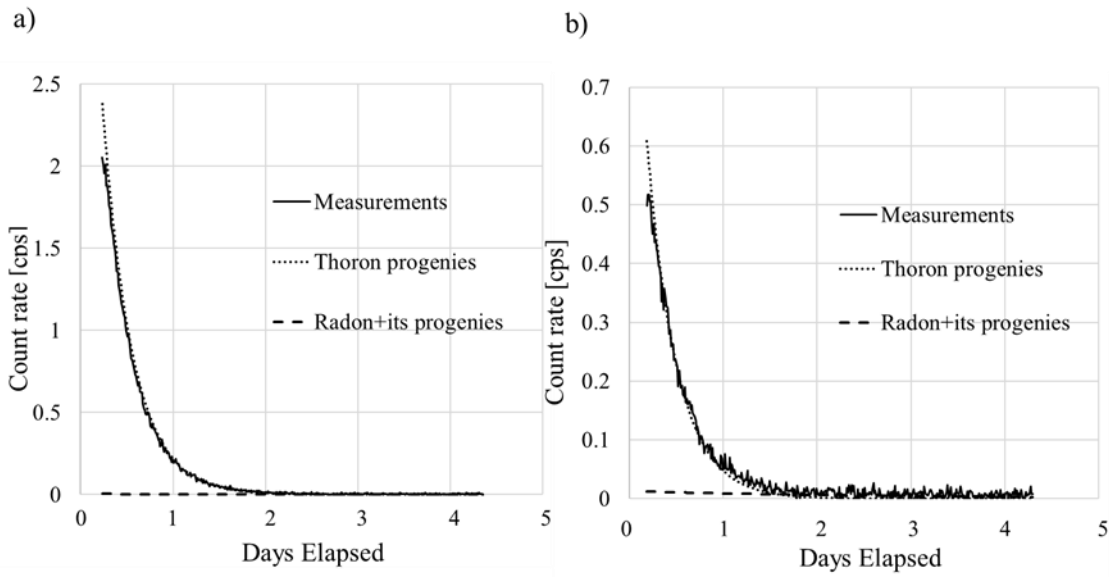 a)
2.5
2
1.5
1
0.5
0
Count rate [cps]
Measurements
Thoron progenies
Radon+its progenies
0 1 2 3 4 5
Days Elapsed
b)
0.7
0.6
0.5
0.4
0.3
0.2
0.1
0
Count rate [cps]
Measurements
Thoron progenies
Radon+its progenies
0 1 2 3 4 5
Days Elapsed